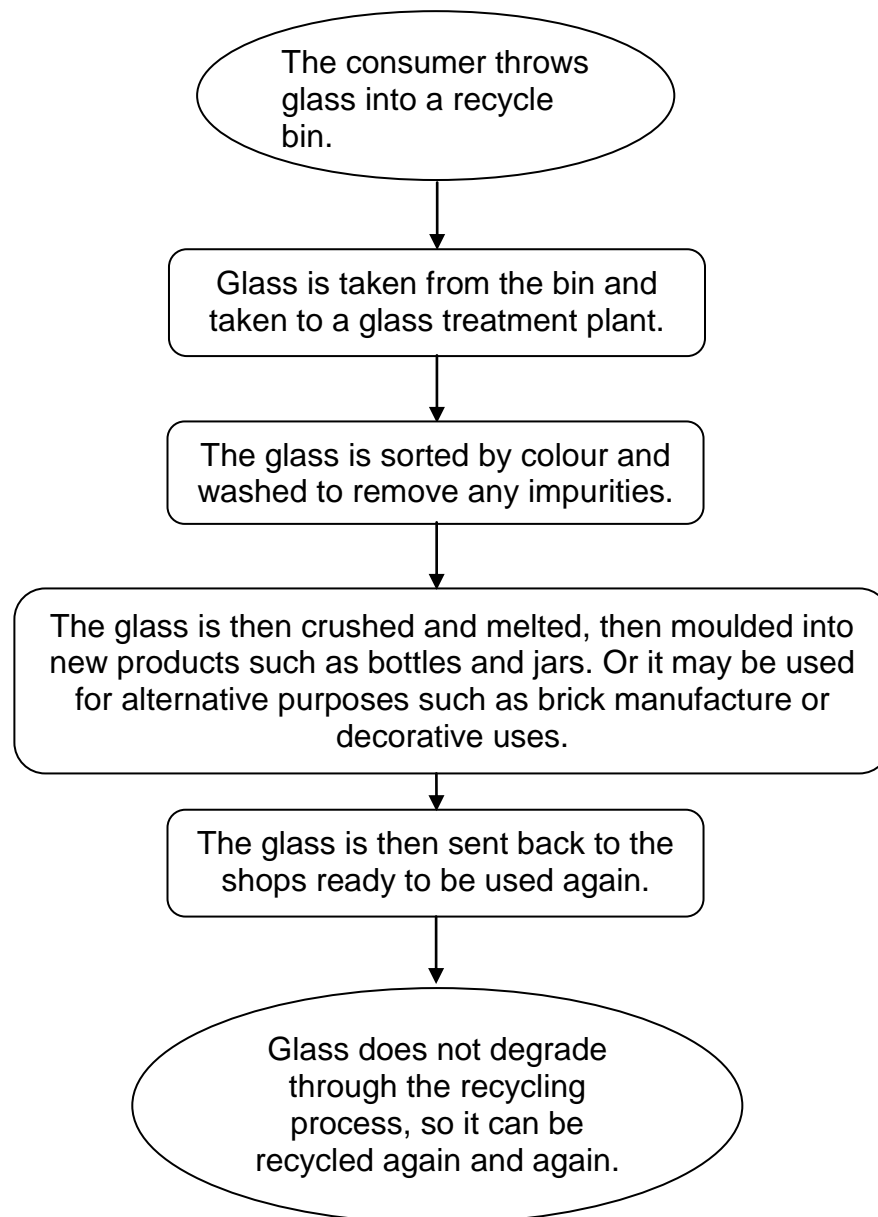 The consumer throws
glass into a recycle
bin.
Glass is taken from the bin and
taken to a glass treatment plant.
The glass is sorted by colour and
washed to remove any impurities.
The glass is then crushed and melted, then moulded into
new products such as bottles and jars. Or it may be used
for alternative purposes such as brick manufacture or
decorative uses.
The glass is then sent back to the
shops ready to be used again.
Glass does not degrade
through the recycling
process, so it can be
recycled again and again.